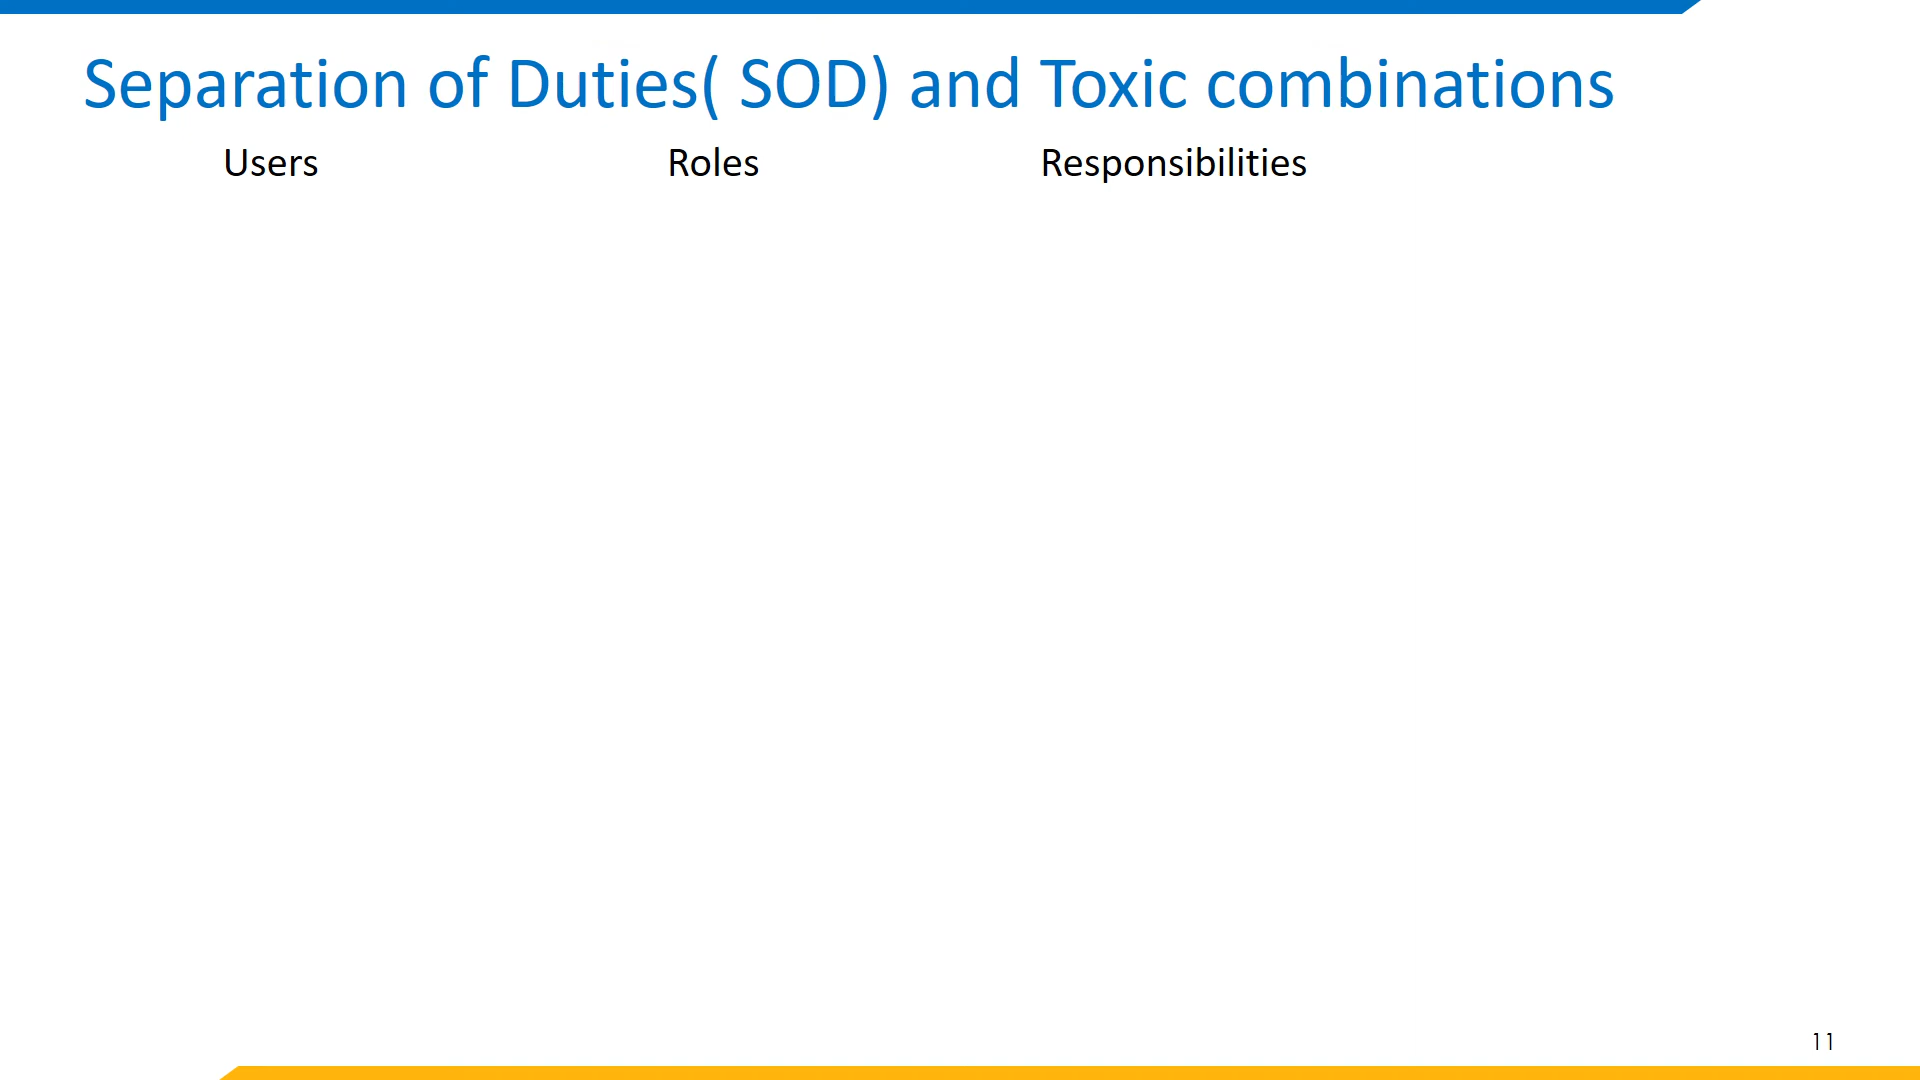 Separation of Duties( SOD) and Toxic combinations
Users Roles Responsibilities
11